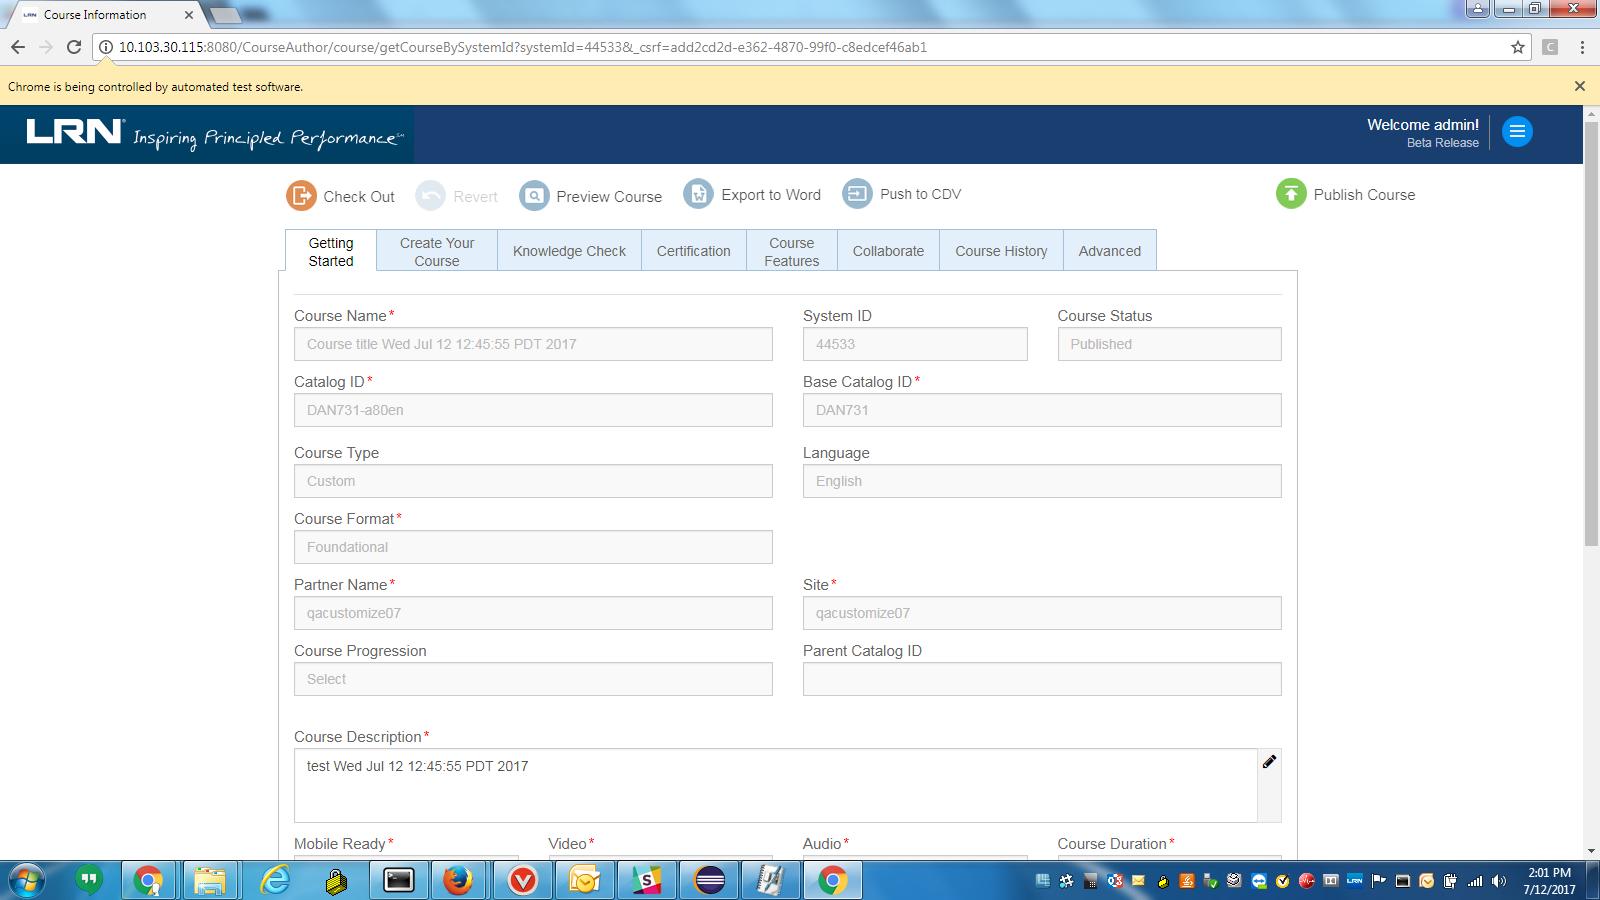 LRN Course Information
10.103.30.115:8080/CourseAuthor/course/getCourseBySystemId?systemId=44533&_csrf=add2cd2d-e362-4870-99f0-c8edcef46ab1
C
Chrome is being controlled by automated test software.
LRN Inspiring Principled Performance
Welcome admin!
Beta Release
Check Out Revert Preview Course Export to Word Push to CDV Publish Course
Getting Started
Create Your Course
Knowledge Check
Certification
Course Features
Collaborate
Course History
Advanced
Course Name* System ID Course Status
Course title Wed Jul 12 12:45:55 PDT 2017 44533 Published
Catalog ID* Base Catalog ID*
DAN731-a80en DAN731
Course Type Language
Custom English
Course Format*
Foundational
Partner Name* Site*
qacustomize07 qacustomize07
Course Progression Parent Catalog ID
Select
Course Description*
test Wed Jul 12 12:45:55 PDT 2017
Mobile Ready* Video* Audio* Course Duration*
2:01 PM
7/12/2017